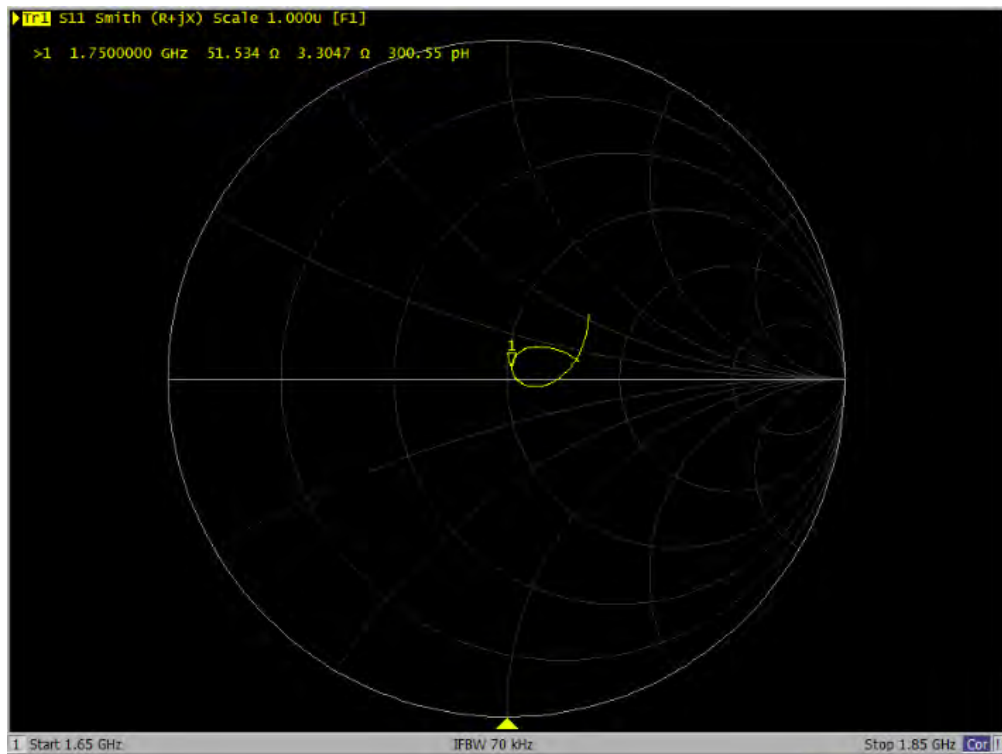 Tr1 S11 Smith (R+jX) Scale 1.000U [F1]
>1 1.7500000 GHz 51.534 Ω 3.3047 Ω 300.55 pH
1
1 Start 1.65 GHz IFBW 70 kHz Stop 1.85 GHz Cor